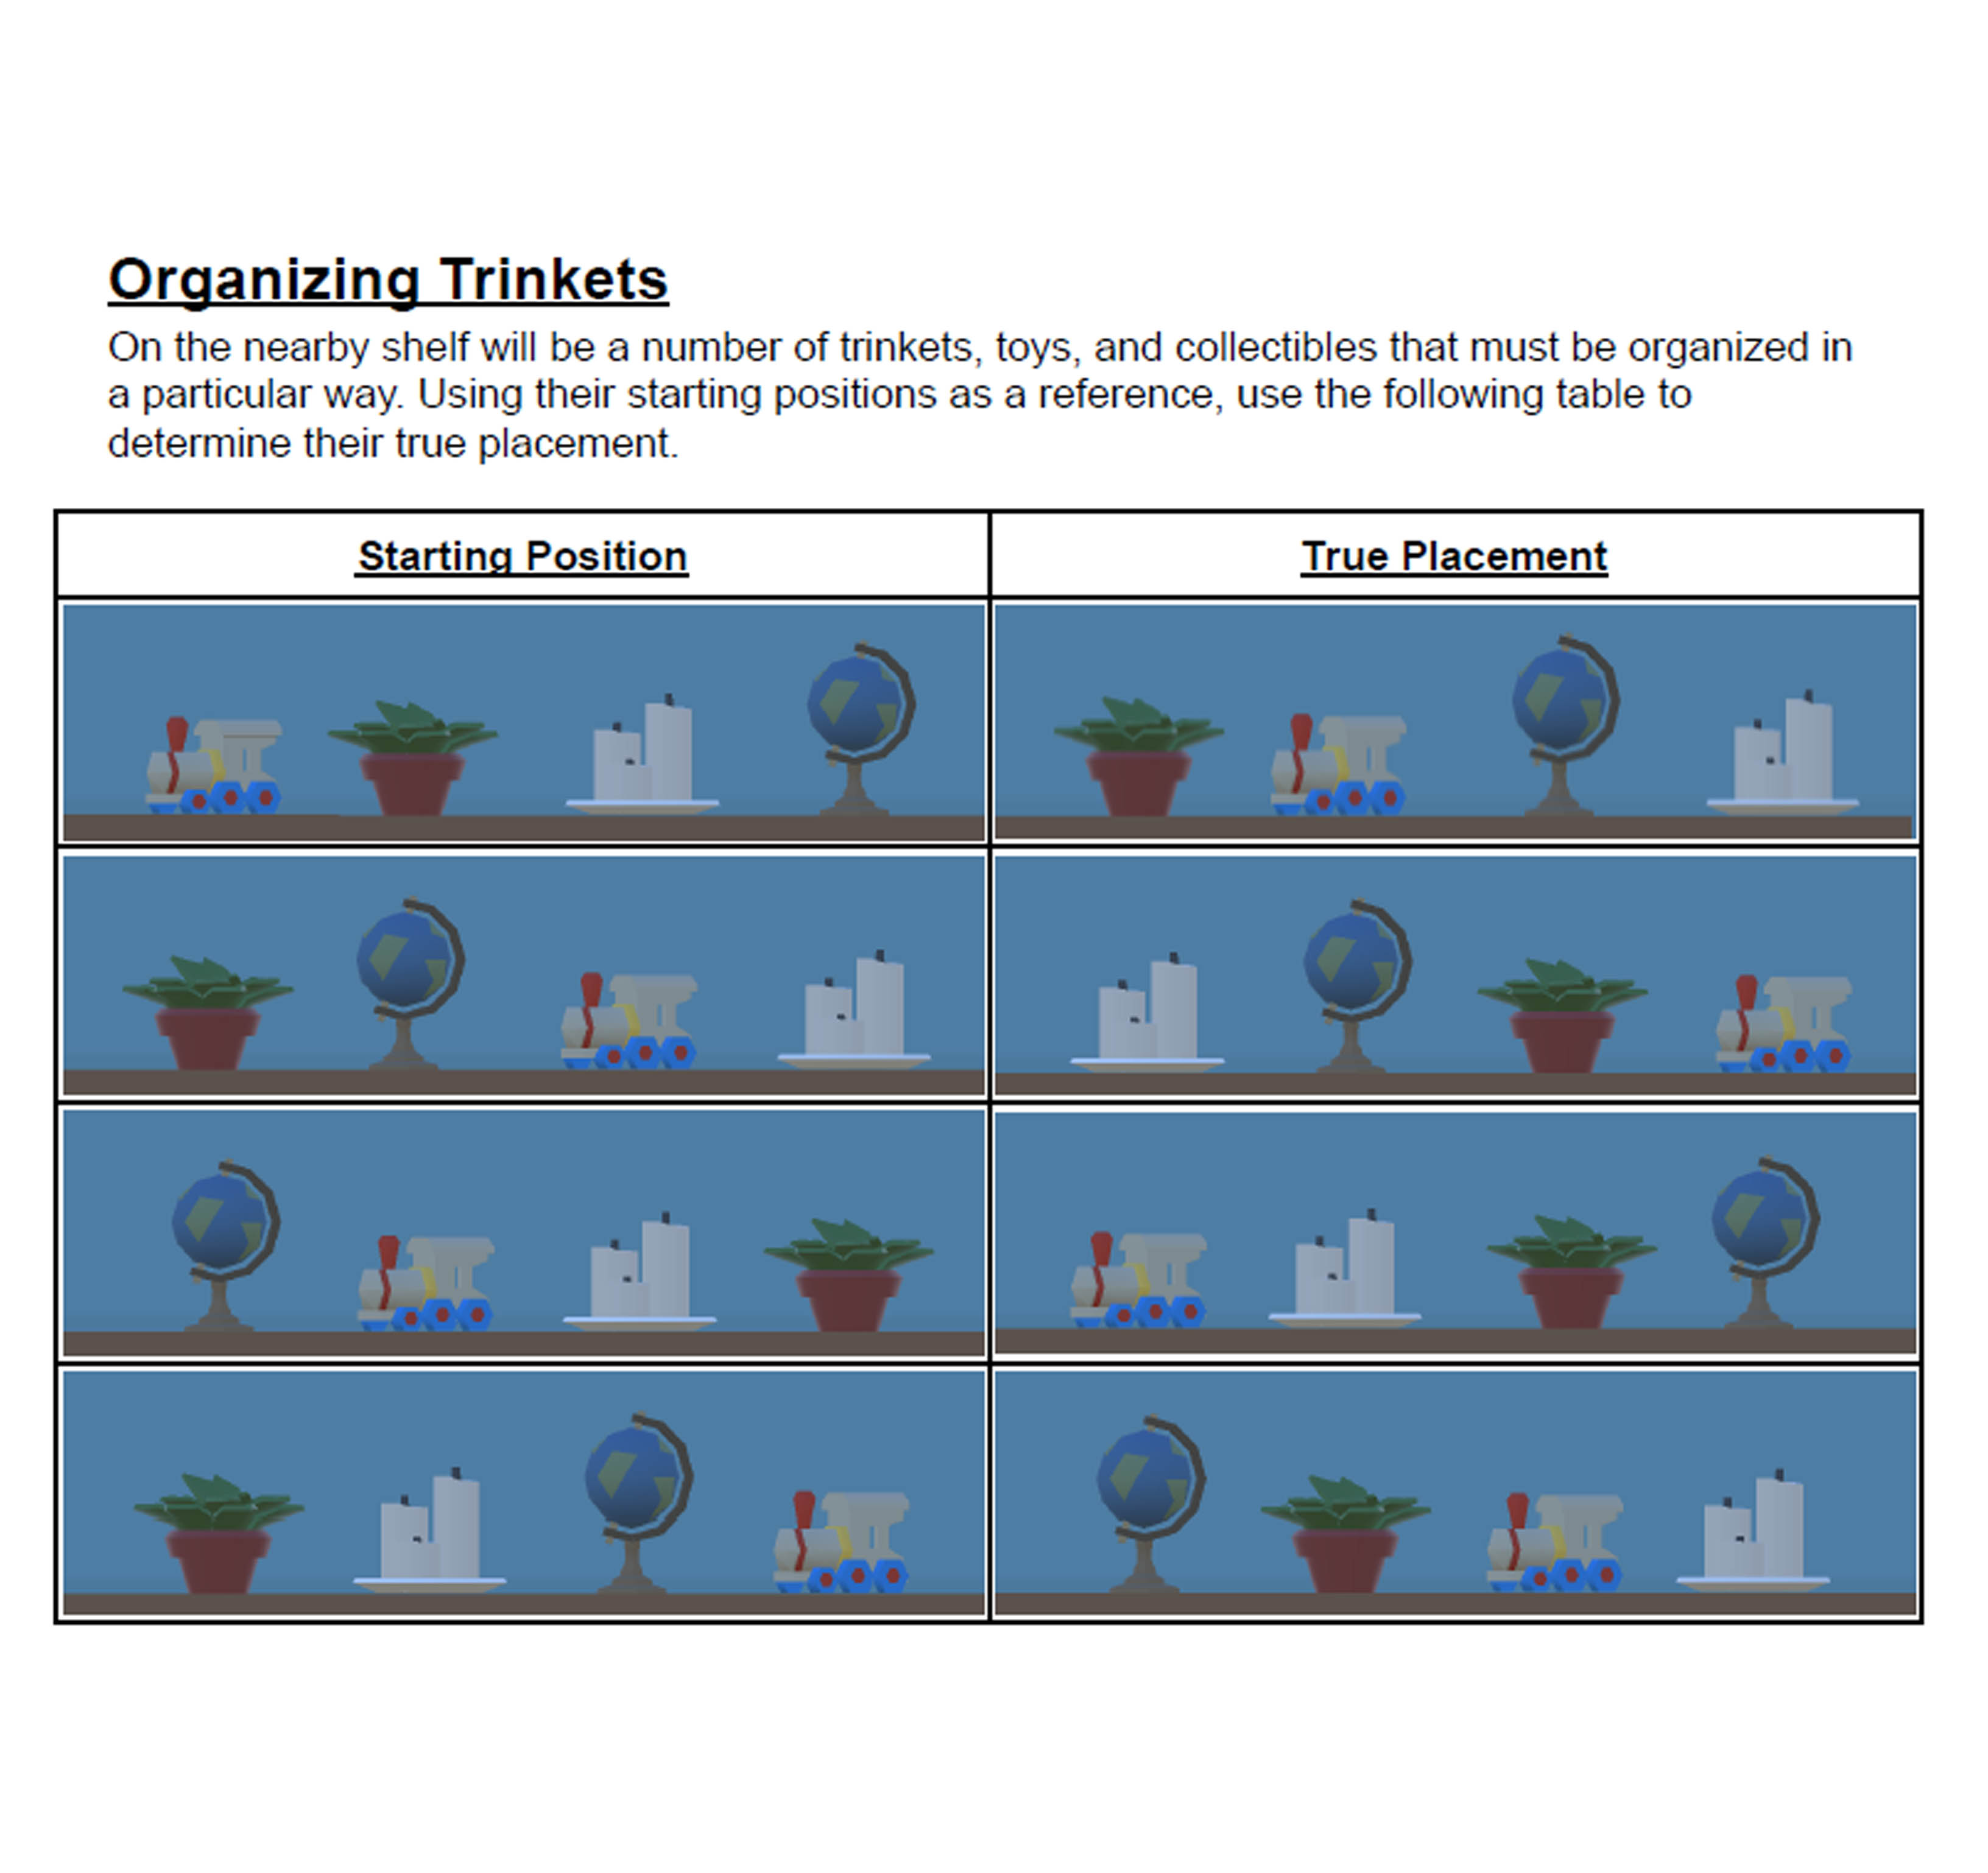 Organizing Trinkets
On the nearby shelf will be a number of trinkets, toys, and collectibles that must be organized in
a particular way. Using their starting positions as a reference, use the following table to
determine their true placement.
Starting Position
True Placement